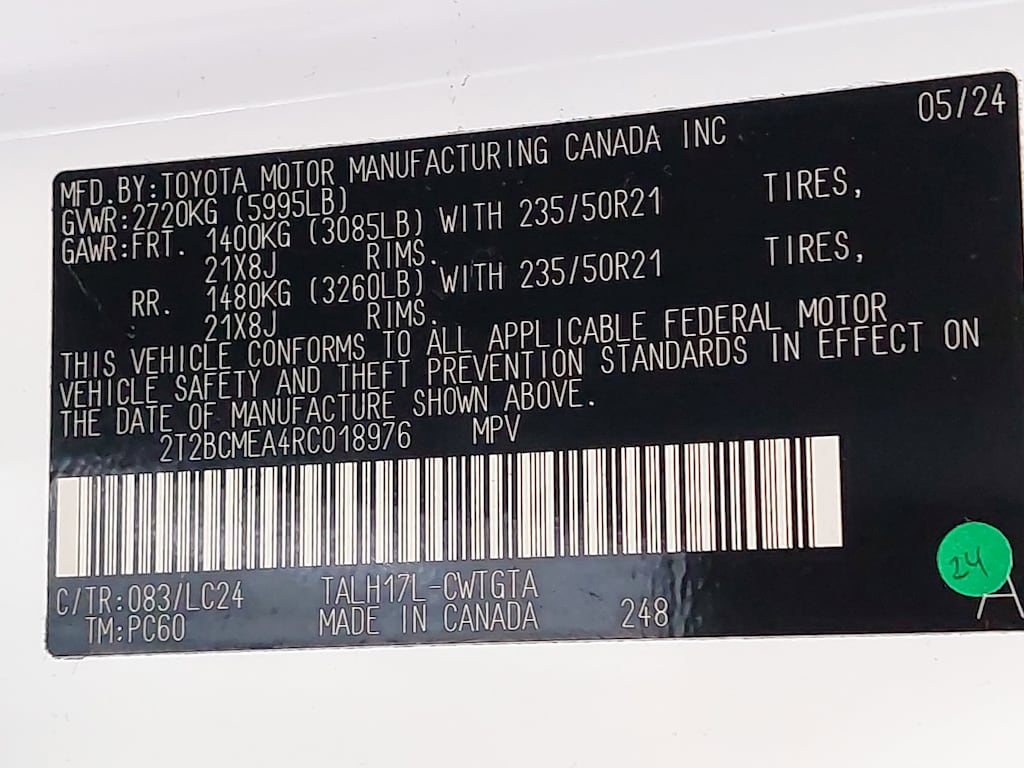 05/24
MFD.BY:TOYOTA MOTOR MANUFACTURING CANADA INC
GVWR:2720KG (5995LB)
GAWR:FRT. 1400KG (3085LB) WITH 235/50R21 TIRES,
21X8J RIMS.
RR. 1480KG (3260LB) WITH 235/50R21 TIRES,
21X8J RIMS.
THIS VEHICLE CONFORMS TO ALL APPLICABLE FEDERAL MOTOR
VEHICLE SAFETY AND THEFT PREVENTION STANDARDS IN EFFECT ON
THE DATE OF MANUFACTURE SHOWN ABOVE.
2T2BCMEA4RC018976 MPV
24
C/TR:083/LC24 TALH17L-CWTGTA
A
TM:PC60 MADE IN CANADA 248